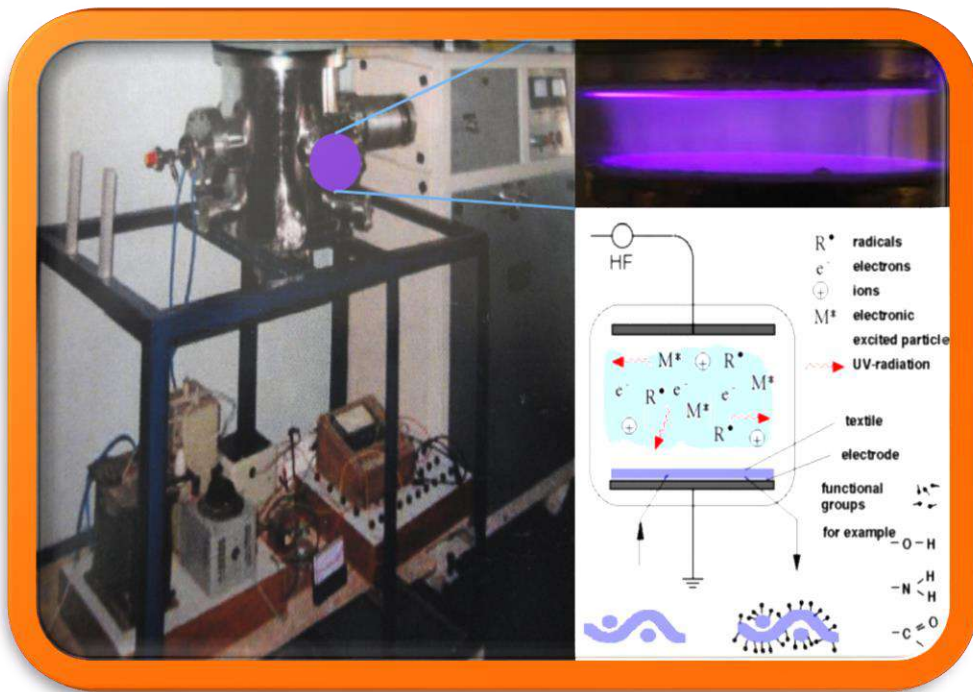 HF
R• radicals
e⁻ electrons
+ ions
M* electronic
excited particle
UV-radiation
M* + R•
e⁻ R• e⁻ e⁻ M*
M*
+ R• +
textile
electrode
functional
groups
for example
-O-H
-N H
H
-C=O